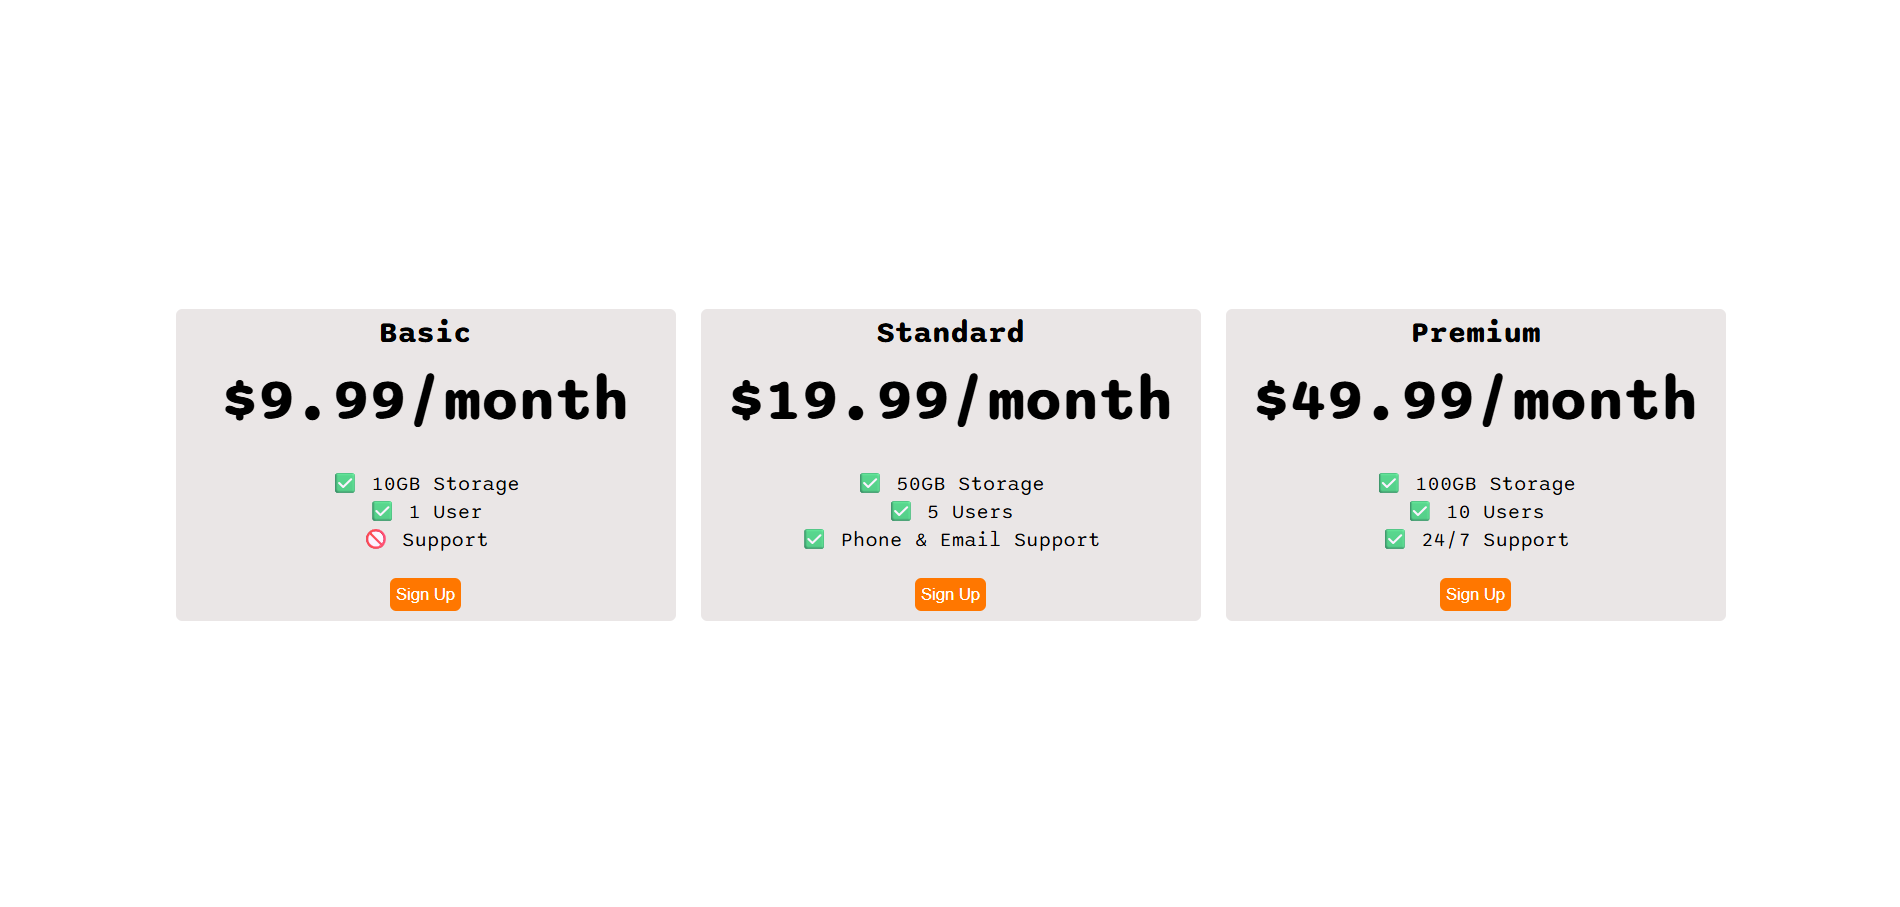 Basic
$9.99/month
✅ 10GB Storage
✅ 1 User
🚫 Support
Sign Up
Standard
$19.99/month
✅ 50GB Storage
✅ 5 Users
✅ Phone & Email Support
Sign Up
Premium
$49.99/month
✅ 100GB Storage
✅ 10 Users
✅ 24/7 Support
Sign Up